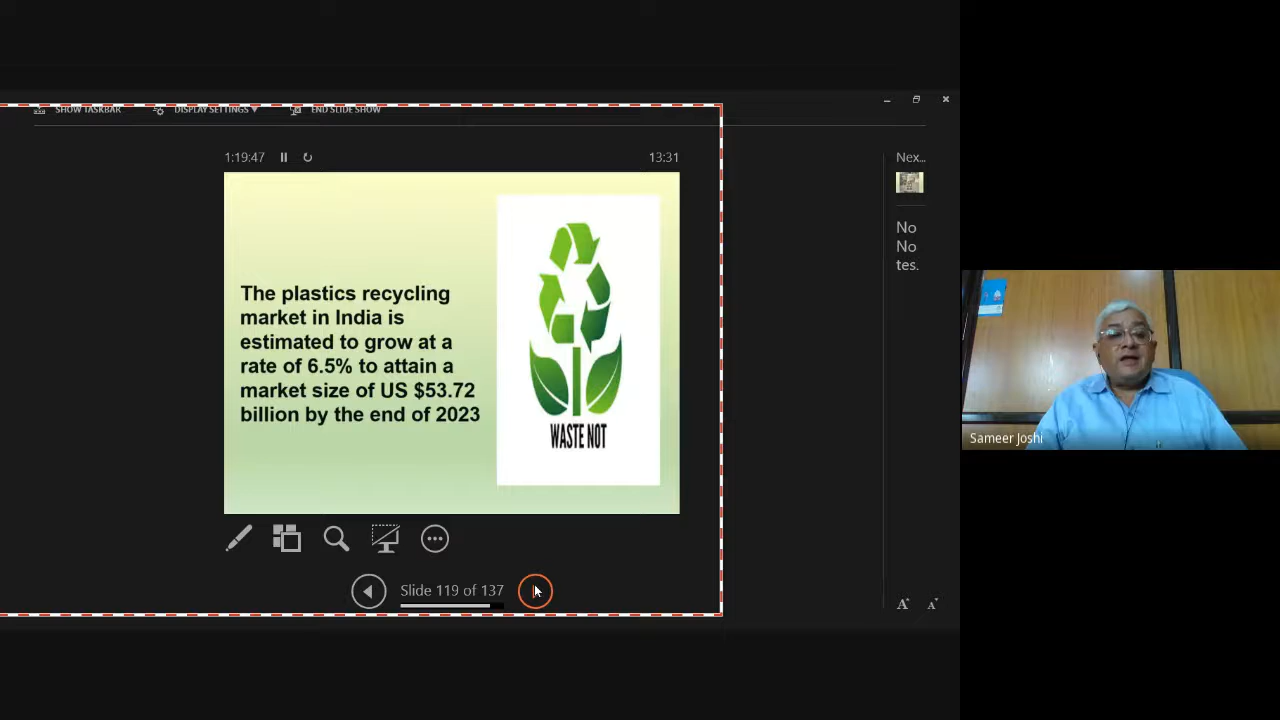 SHOW TASKBAR
DISPLAY SETTINGS ▾
END SLIDE SHOW
1:19:47
13:31
Nex...
The plastics recycling
market in India is
estimated to grow at a
rate of 6.5% to attain a
market size of US $53.72
billion by the end of 2023
WASTE NOT
No
No
tes.
Sameer Joshi
Slide 119 of 137
A
A